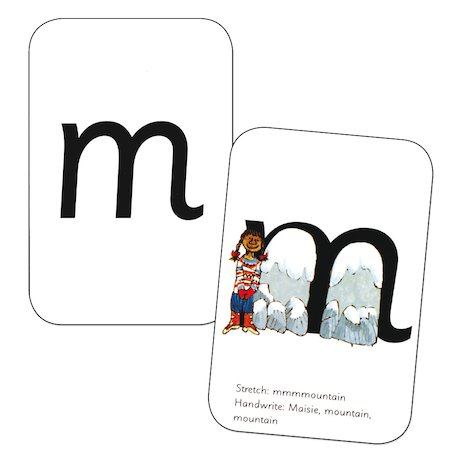 m
m
Stretch: mmmmountain
Handwrite: Maisie, mountain,
mountain